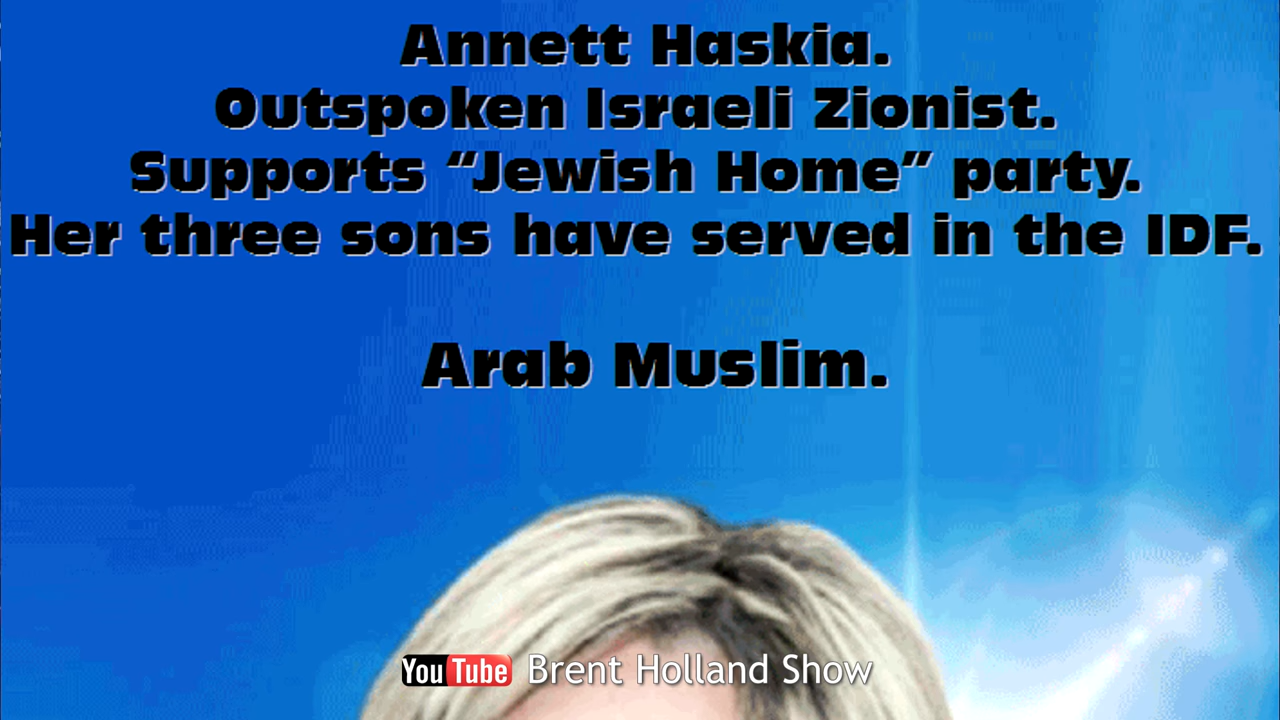 Annett Haskia.
Outspoken Israeli Zionist.
Supports “Jewish Home” party.
Her three sons have served in the IDF.
Arab Muslim.
YouTube Brent Holland Show